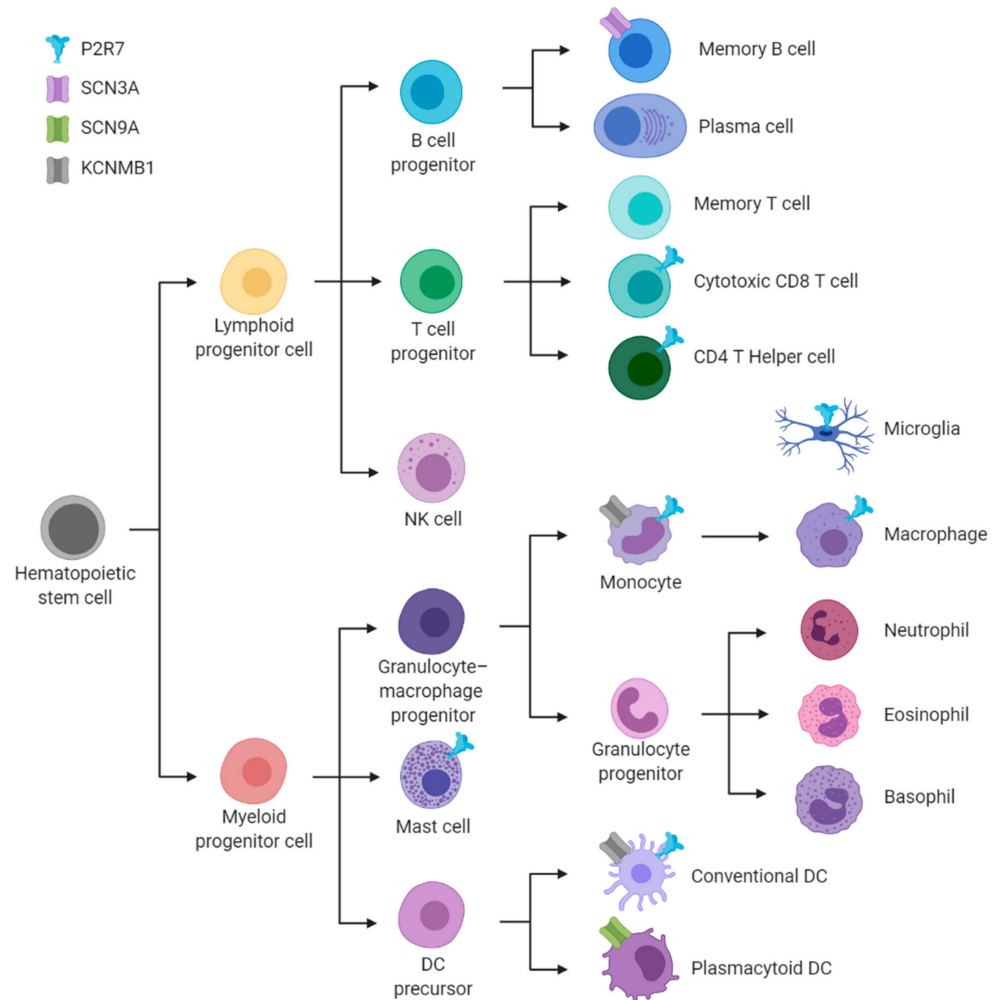 P2R7
SCN3A
SCN9A
KCNMB1
Hematopoietic
stem cell
Lymphoid
progenitor cell
Myeloid
progenitor cell
B cell
progenitor
T cell
progenitor
NK cell
Granulocyte–
macrophage
progenitor
Mast cell
DC
precursor
Memory B cell
Plasma cell
Memory T cell
Cytotoxic CD8 T cell
CD4 T Helper cell
Microglia
Monocyte
Macrophage
Granulocyte
progenitor
Neutrophil
Eosinophil
Basophil
Conventional DC
Plasmacytoid DC